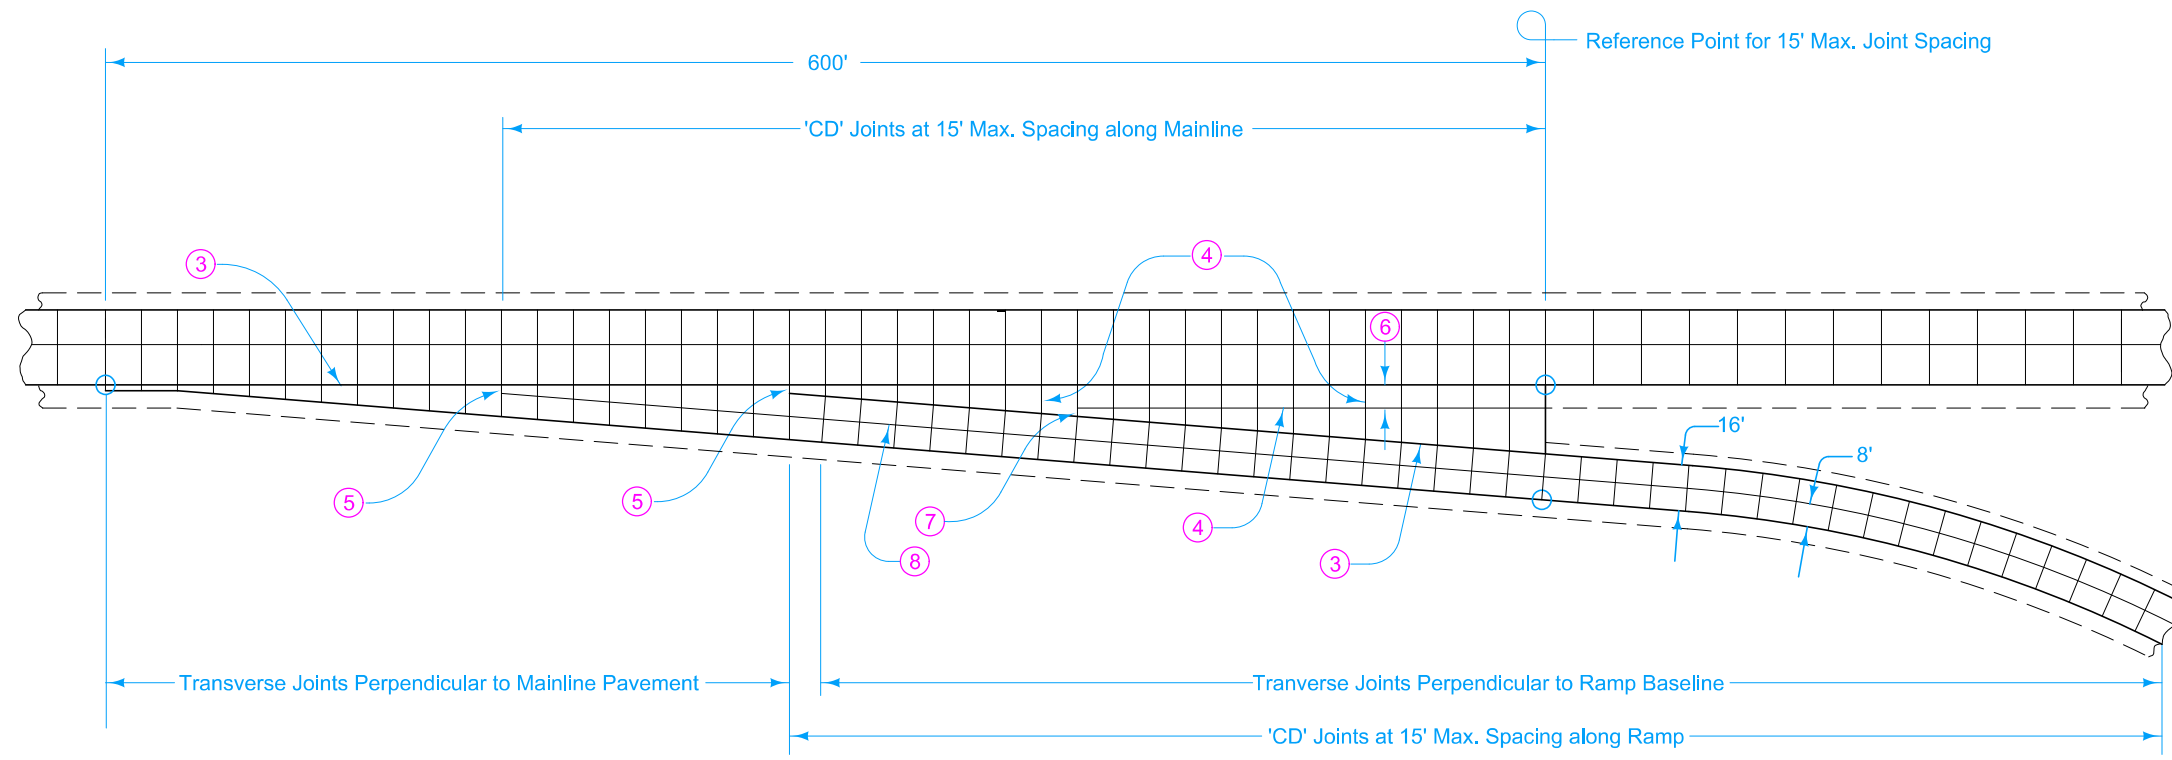 Reference Point for 15' Max. Joint Spacing
600'
'CD' Joints at 15' Max. Spacing along Mainline
3
4
6
16'
8'
5
5
7
4
8
3
Transverse Joints Perpendicular to Mainline Pavement
Tranverse Joints Perpendicular to Ramp Baseline
'CD' Joints at 15' Max. Spacing along Ramp